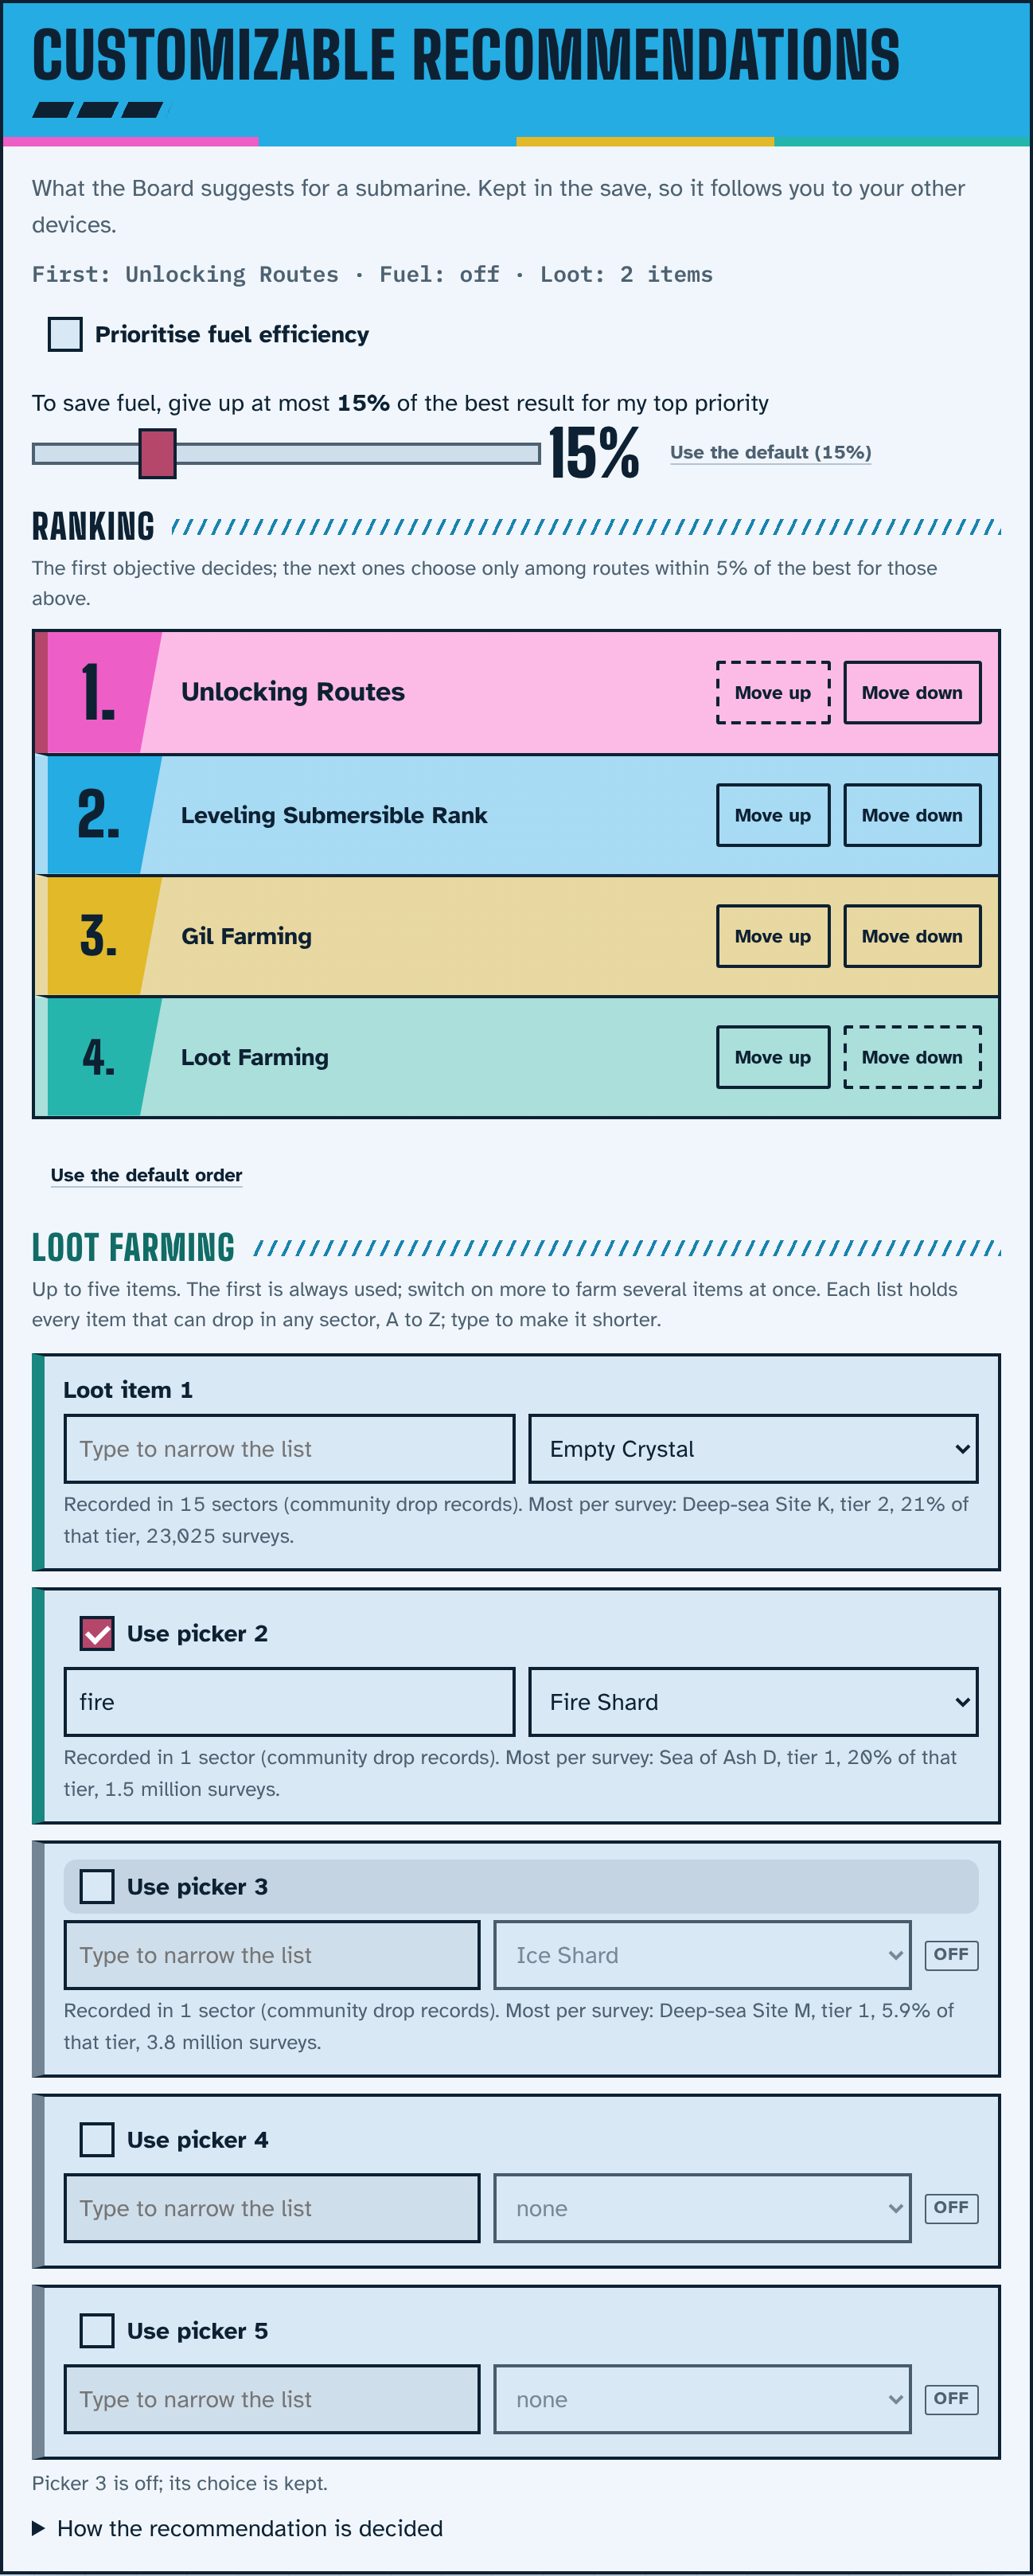 CUSTOMIZABLE RECOMMENDATIONS
What the Board suggests for a submarine. Kept in the save, so it follows you to your other
devices.
First: Unlocking Routes · Fuel: off · Loot: 2 items
Prioritise fuel efficiency
To save fuel, give up at most 15% of the best result for my top priority
15%
Use the default (15%)
RANKING
The first objective decides; the next ones choose only among routes within 5% of the best for those
above.
1. Unlocking Routes Move up Move down
2. Leveling Submersible Rank Move up Move down
3. Gil Farming Move up Move down
4. Loot Farming Move up Move down
Use the default order
LOOT FARMING
Up to five items. The first is always used; switch on more to farm several items at once. Each list holds
every item that can drop in any sector, A to Z; type to make it shorter.
Loot item 1
Type to narrow the list Empty Crystal
Recorded in 15 sectors (community drop records). Most per survey: Deep-sea Site K, tier 2, 21% of
that tier, 23,025 surveys.
Use picker 2
fire Fire Shard
Recorded in 1 sector (community drop records). Most per survey: Sea of Ash D, tier 1, 20% of that
tier, 1.5 million surveys.
Use picker 3
Type to narrow the list Ice Shard OFF
Recorded in 1 sector (community drop records). Most per survey: Deep-sea Site M, tier 1, 5.9% of
that tier, 3.8 million surveys.
Use picker 4
Type to narrow the list none OFF
Use picker 5
Type to narrow the list none OFF
Picker 3 is off; its choice is kept.
How the recommendation is decided